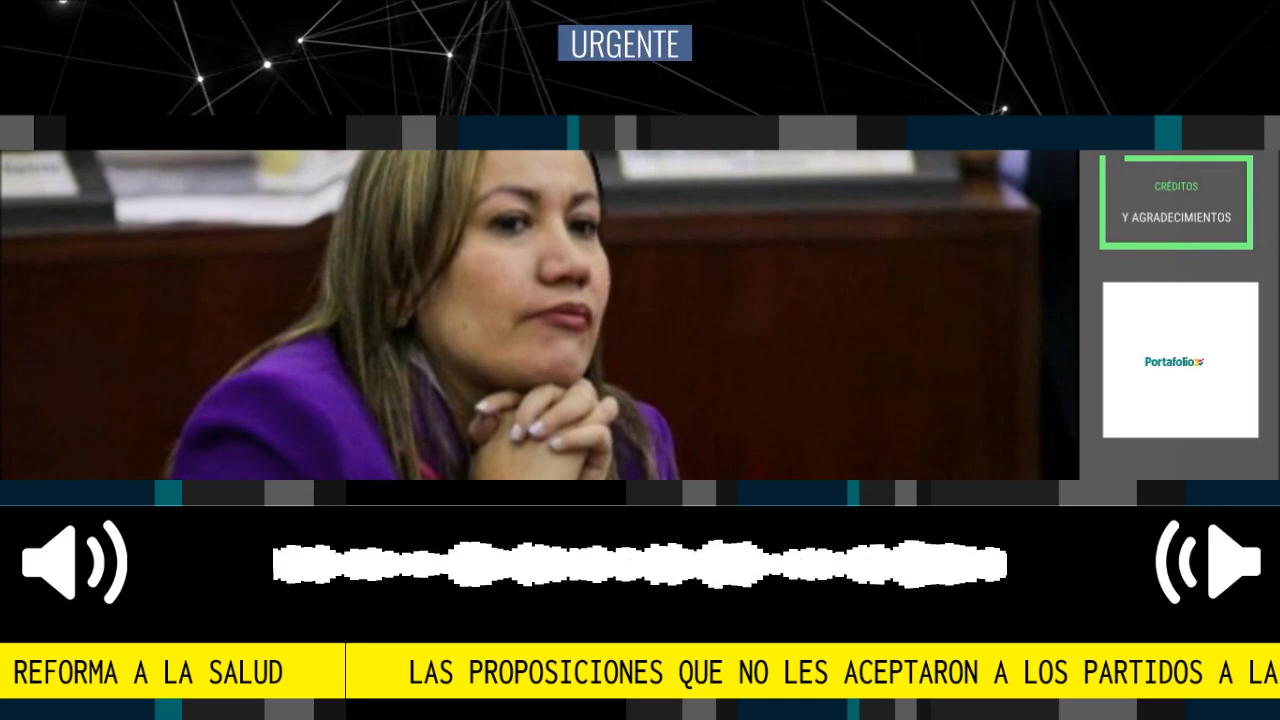 URGENTE
CRÉDITOS
Y AGRADECIMIENTOS
Portafolio
REFORMA A LA SALUD
LAS PROPOSICIONES QUE NO LES ACEPTARON A LOS PARTIDOS A LA